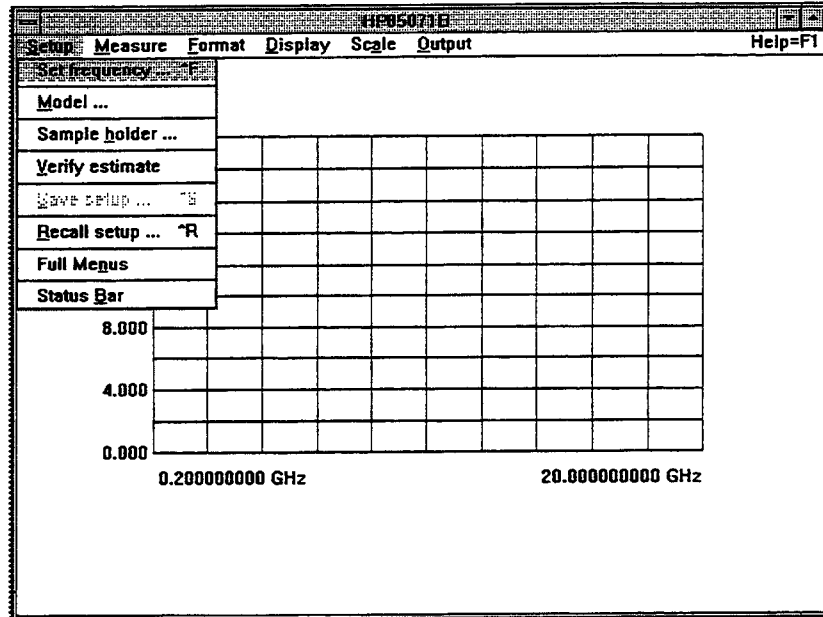 HP85071B
Setup Measure Format Display Scale Output Help=F1
Set frequency ... ^F
Model ...
Sample holder ...
Verify estimate
Save setup ... ^S
Recall setup ... ^R
Full Menus
Status Bar
8.000
4.000
0.000
0.200000000 GHz 20.000000000 GHz